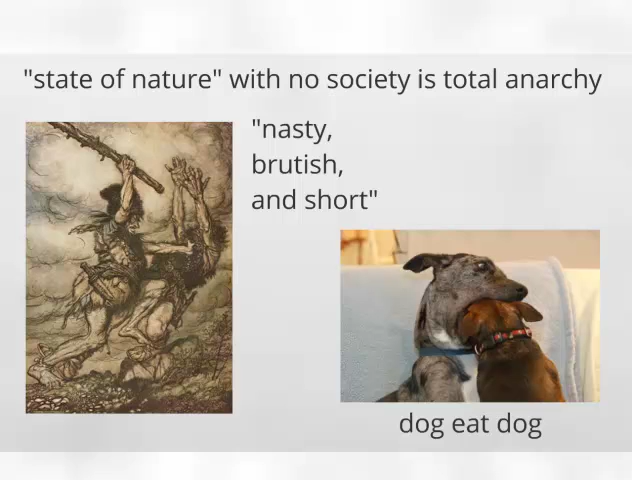 "state of nature" with no society is total anarchy
"nasty,
brutish,
and short"
dog eat dog